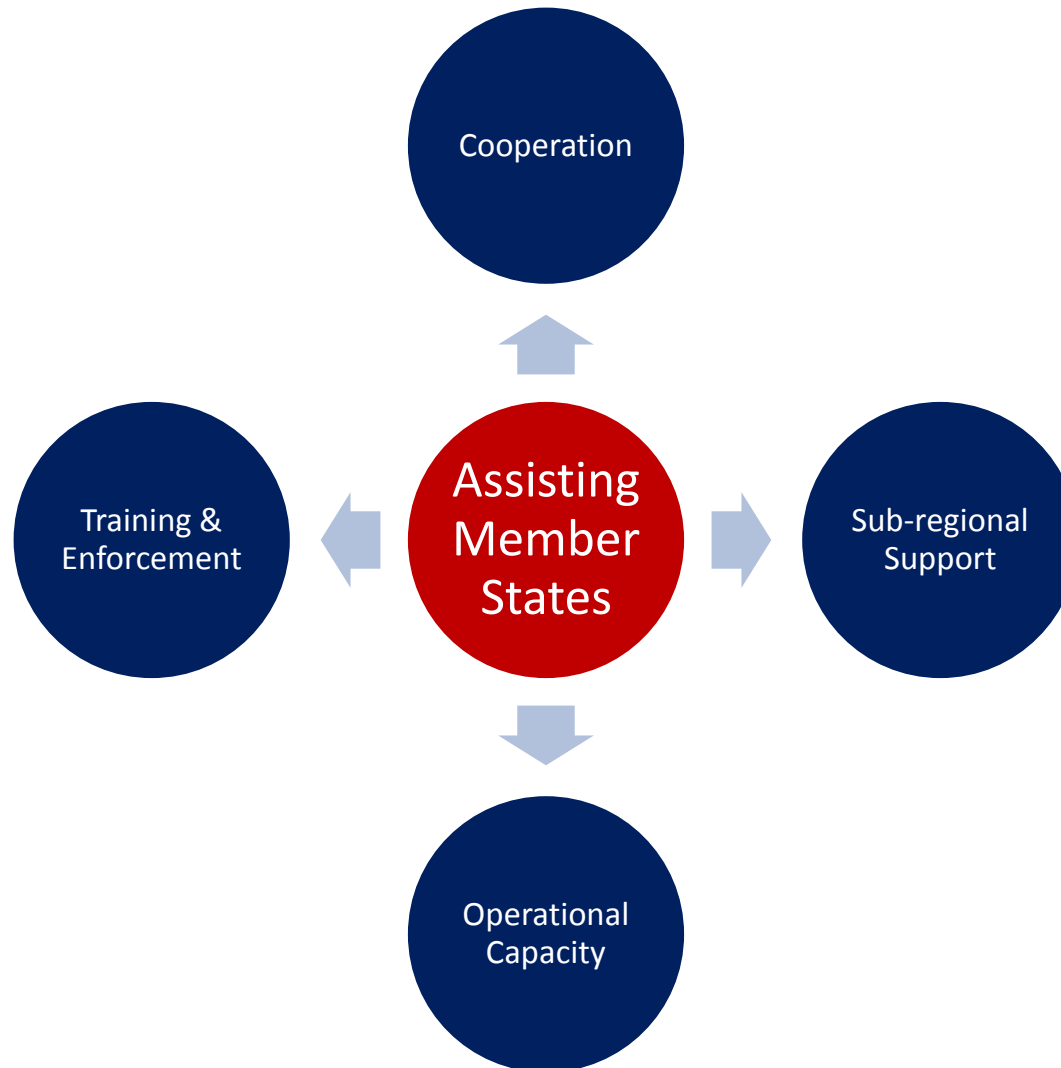 Cooperation
Assisting
Member
States
Training &
Enforcement
Sub-regional
Support
Operational
Capacity